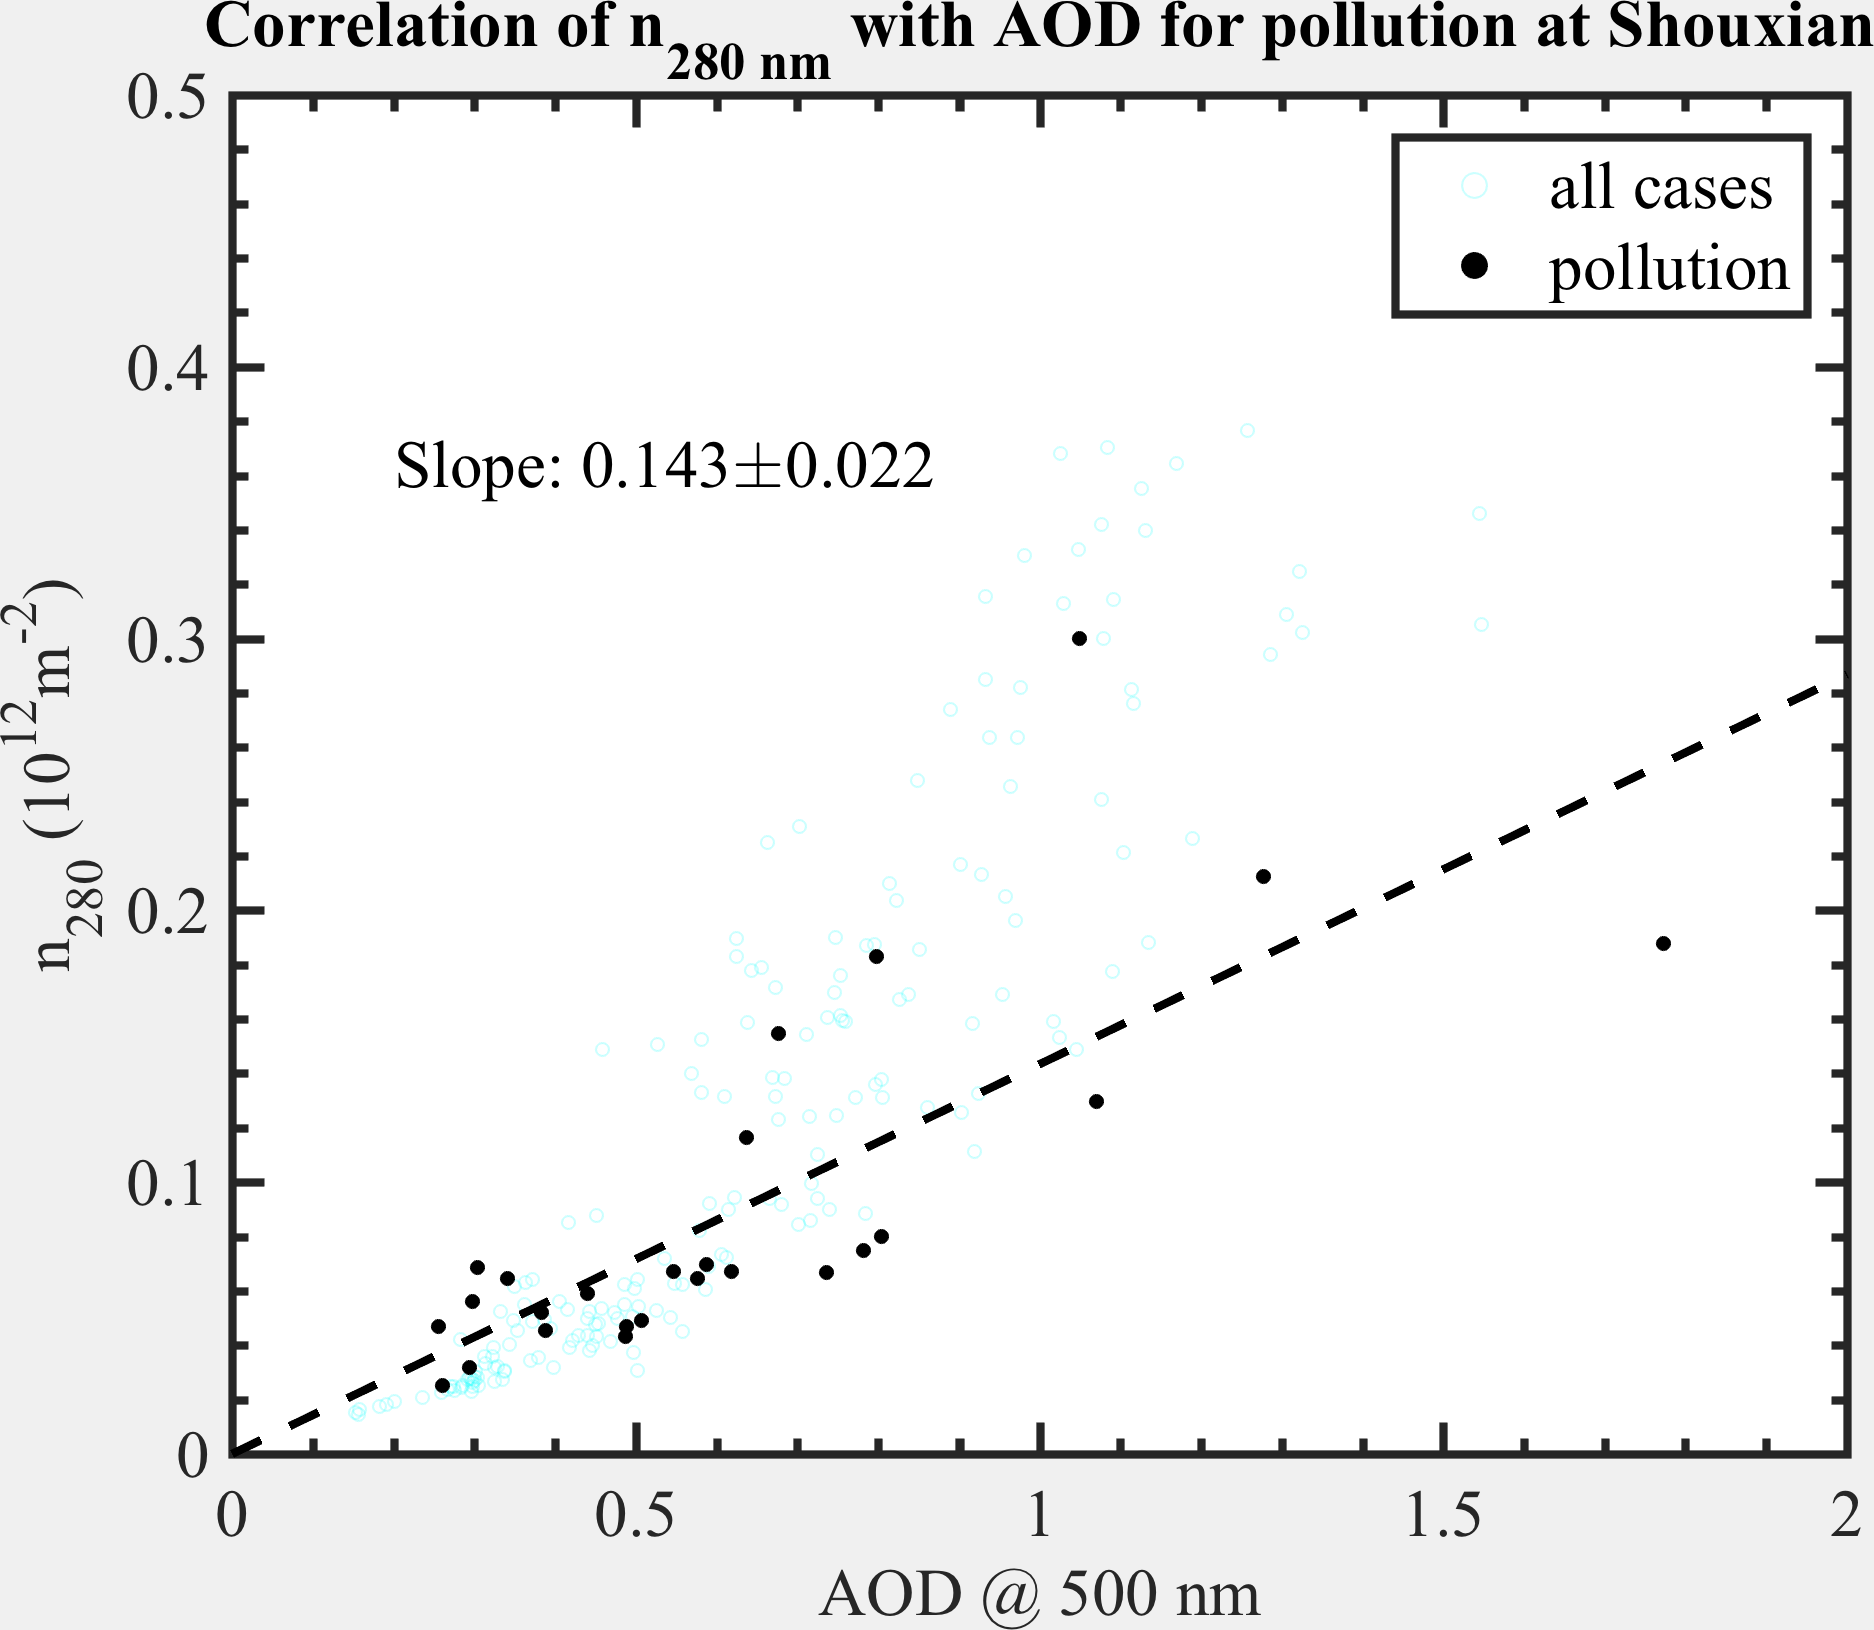 Correlation of n280 nm with AOD for pollution at Shouxian
0.5
all cases
pollution
0.4
Slope: 0.143±0.022
0.3
0.2
0.1
0
n280 (10^12m^-2)
0 0.5 1 1.5 2
AOD @ 500 nm